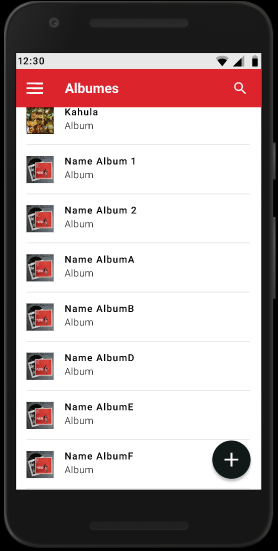 12:30
Albumes
Kahula
Album
Name Album 1
Album
Name Album 2
Album
Name AlbumA
Album
Name AlbumB
Album
Name AlbumD
Album
Name AlbumE
Album
Name AlbumF
Album